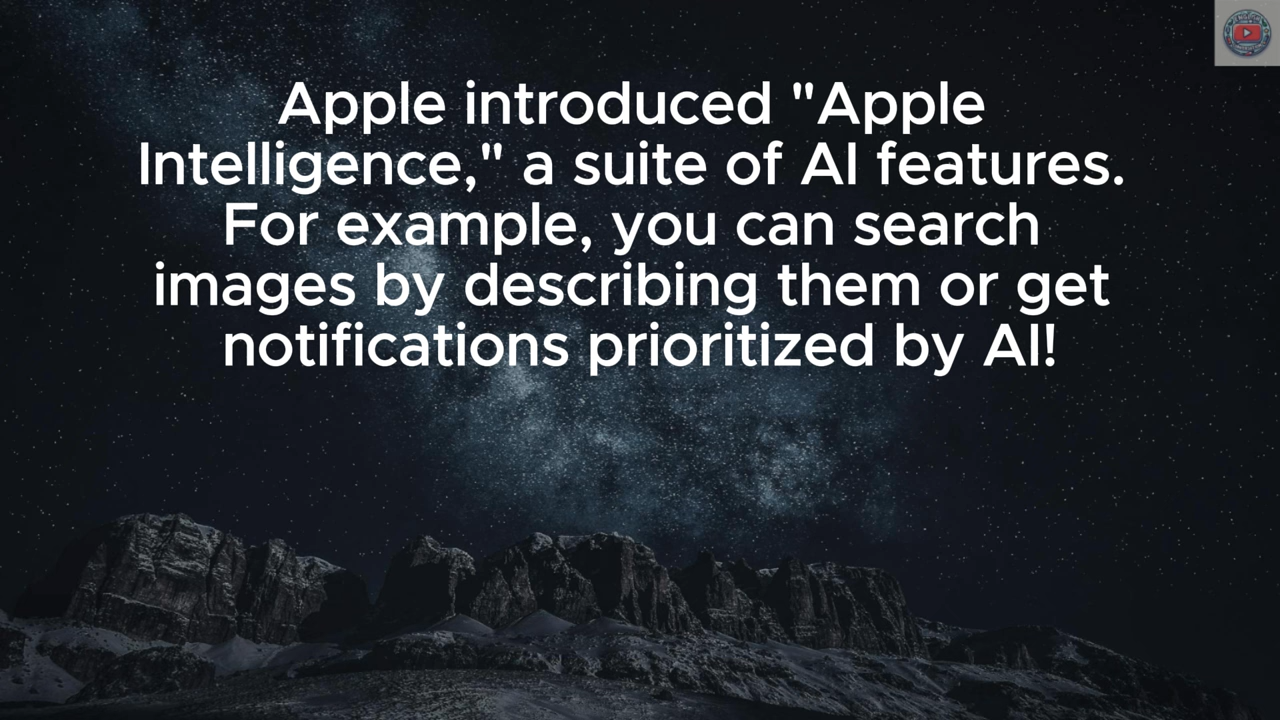 Apple introduced "Apple
Intelligence," a suite of AI features.
For example, you can search
images by describing them or get
notifications prioritized by AI!